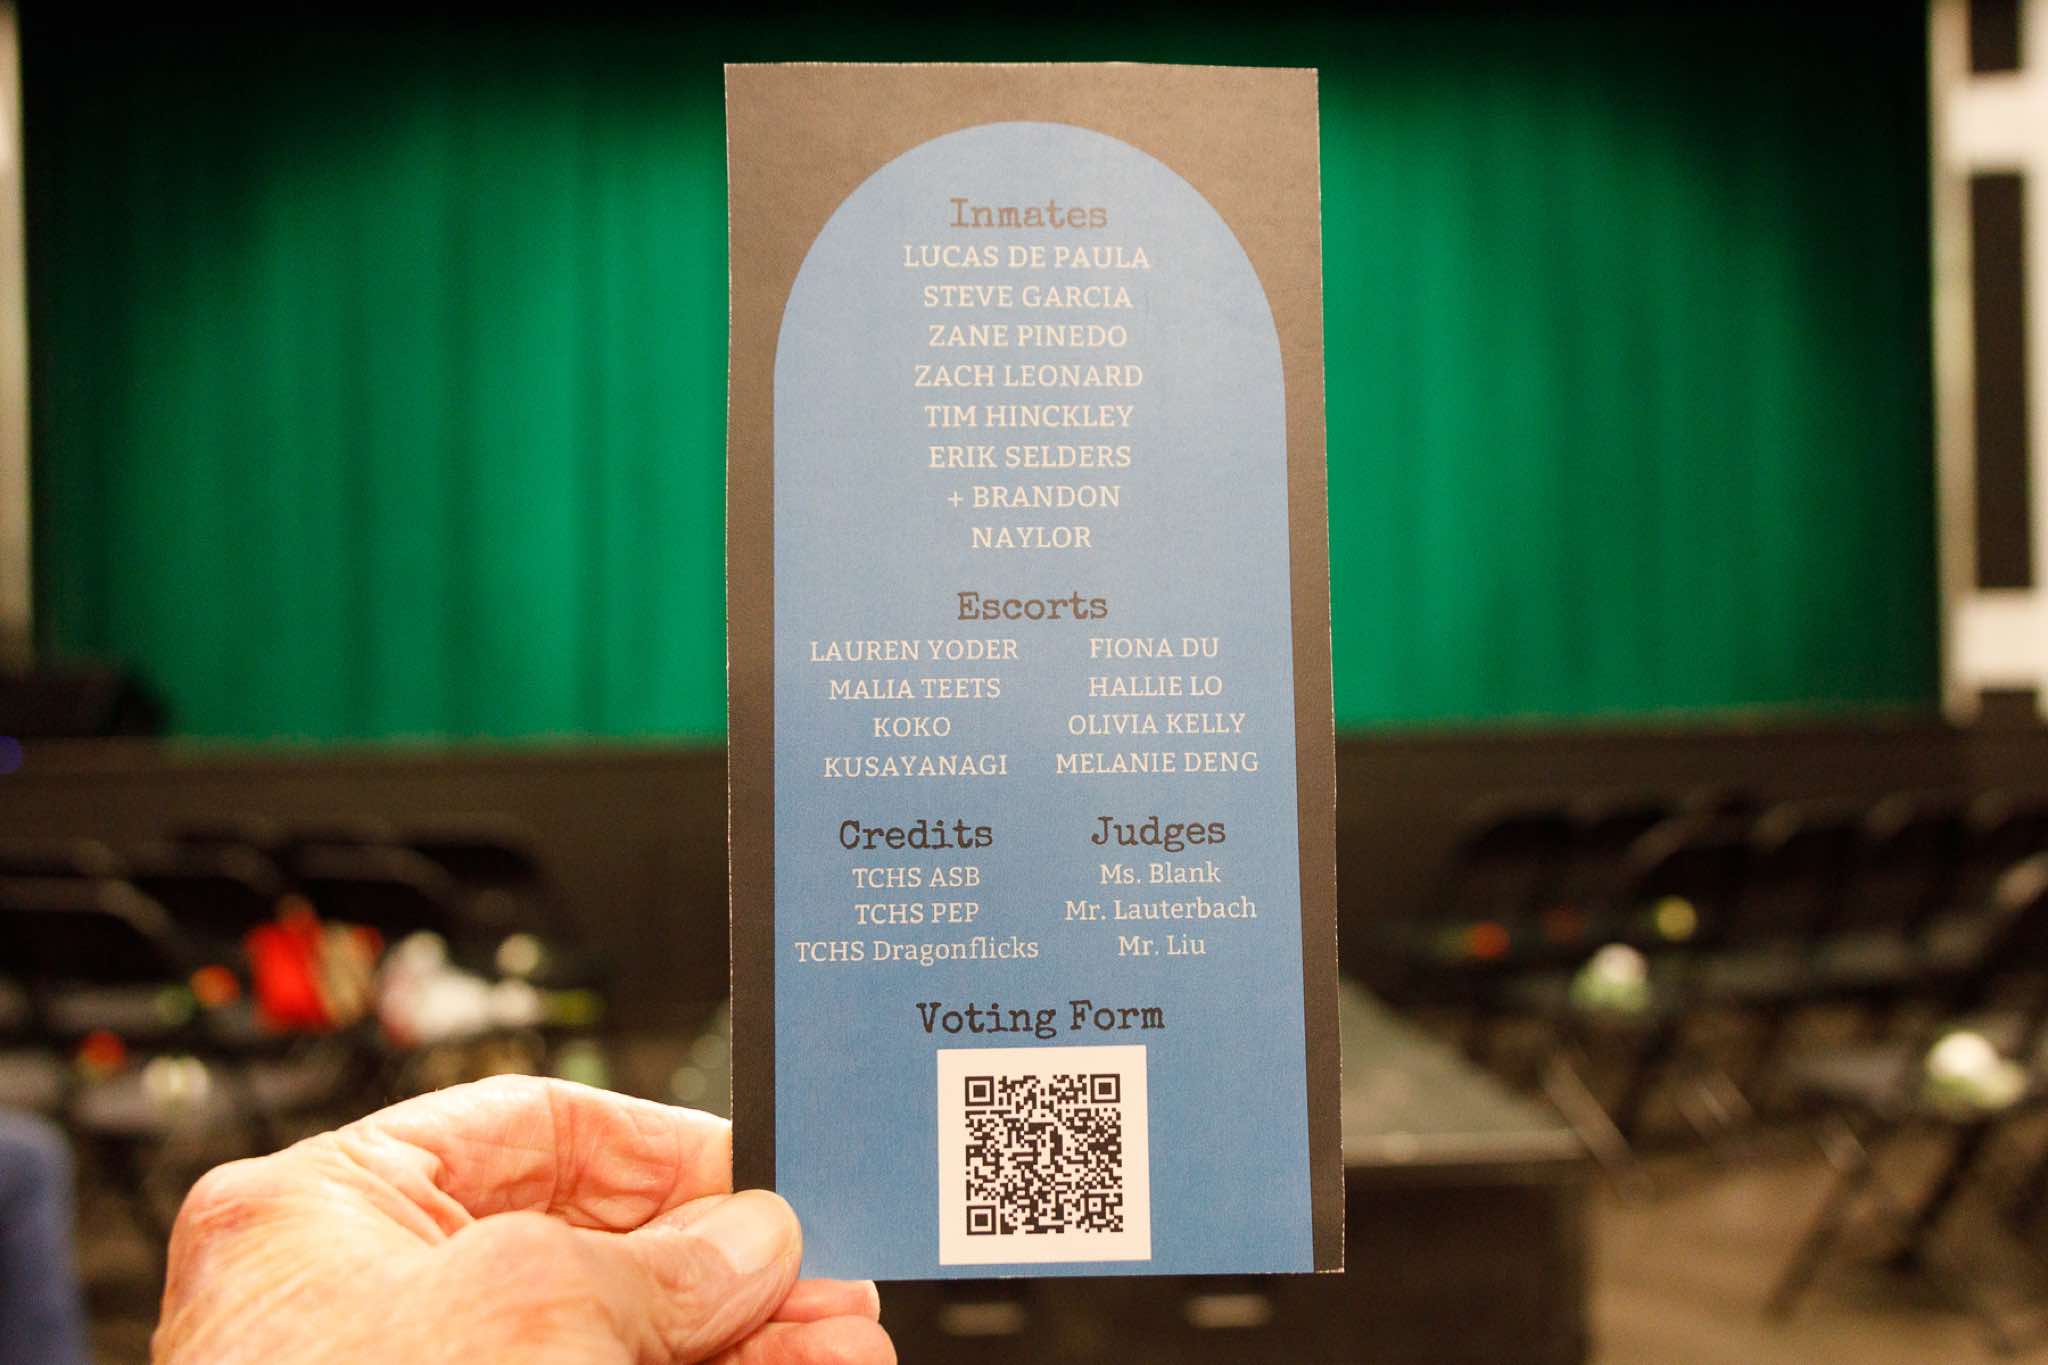 Inmates
LUCAS DE PAULA
STEVE GARCIA
ZANE PINEDO
ZACH LEONARD
TIM HINCKLEY
ERIK SELDERS
+ BRANDON
NAYLOR
Escorts
LAUREN YODER
MALIA TEETS
KOKO
KUSAYANAGI
FIONA DU
HALLIE LO
OLIVIA KELLY
MELANIE DENG
Credits
TCHS ASB
TCHS PEP
TCHS Dragonflicks
Judges
Ms. Blank
Mr. Lauterbach
Mr. Liu
Voting Form